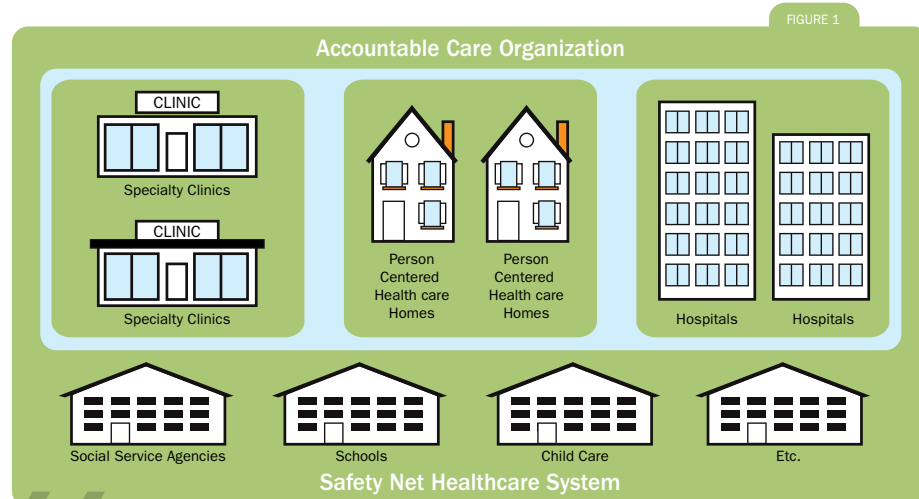 FIGURE 1
Accountable Care Organization
CLINIC
Specialty Clinics
CLINIC
Specialty Clinics
Person
Centered
Health care
Homes
Person
Centered
Health care
Homes
Hospitals
Hospitals
Social Service Agencies
Schools
Child Care
Etc.
Safety Net Healthcare System